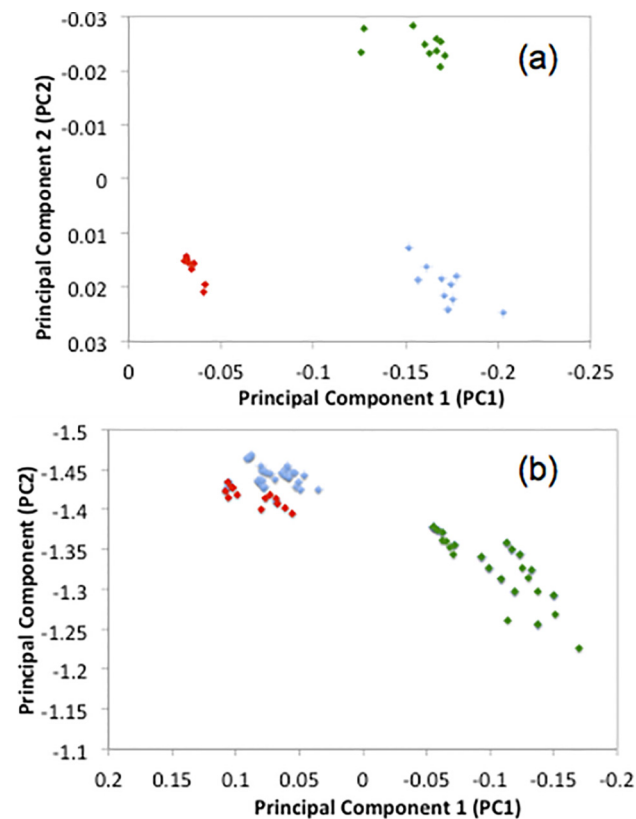 -0.03
(a)
-0.02
-0.01
0
0.01
0.02
0.03
Principal Component 2 (PC2)
0 -0.05 -0.1 -0.15 -0.2 -0.25
Principal Component 1 (PC1)
-1.5
(b)
-1.45
-1.4
-1.35
-1.3
-1.25
-1.2
-1.15
-1.1
Principal Component (PC2)
0.2 0.15 0.1 0.05 0 -0.05 -0.1 -0.15 -0.2
Principal Component 1 (PC1)